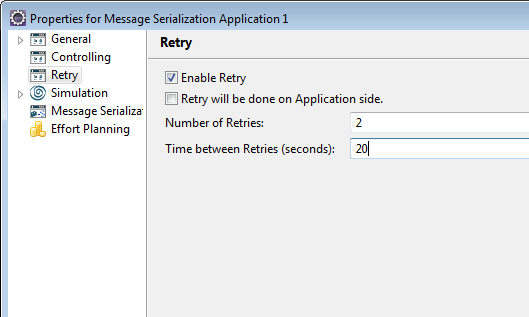 Properties for Message Serialization Application 1
General
Controlling
Retry
Simulation
Message Serializat
Effort Planning
Retry
Enable Retry
Retry will be done on Application side.
Number of Retries: 2
Time between Retries (seconds): 20